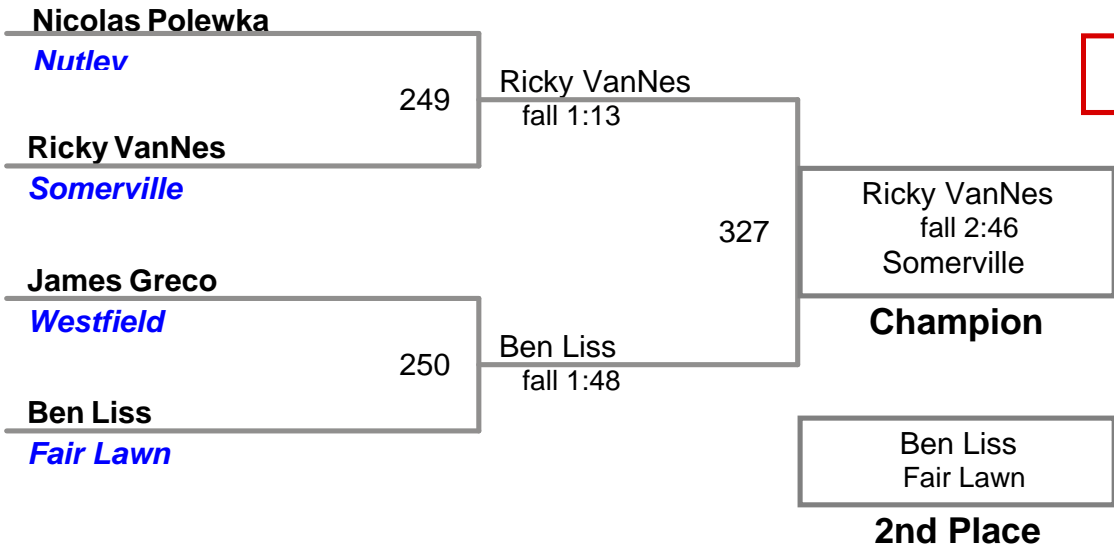 Nicolas Polewka
Nutley
249
Ricky VanNes
fall 1:13
Ricky VanNes
Somerville
327
Ricky VanNes
fall 2:46
Somerville
Champion
James Greco
Westfield
250
Ben Liss
fall 1:48
Ben Liss
Fair Lawn
Ben Liss
Fair Lawn
2nd Place